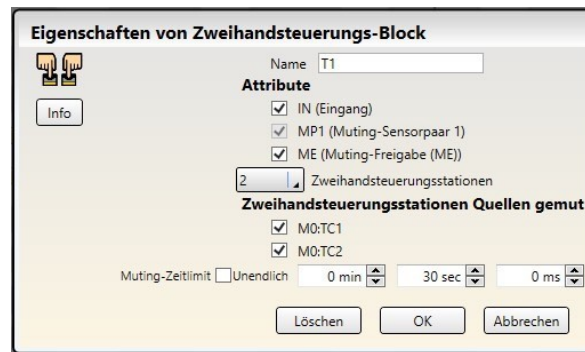 Eigenschaften von Zweihandsteuerungs-Block
Name T1
Attribute
Info
IN (Eingang)
MP1 (Muting-Sensorpaar 1)
ME (Muting-Freigabe (ME))
2 Zweihandsteuerungsstationen
Zweihandsteuerungsstationen Quellen gemut
M0:TC1
M0:TC2
Muting-Zeitlimit Unendlich 0 min 30 sec 0 ms
Löschen OK Abbrechen